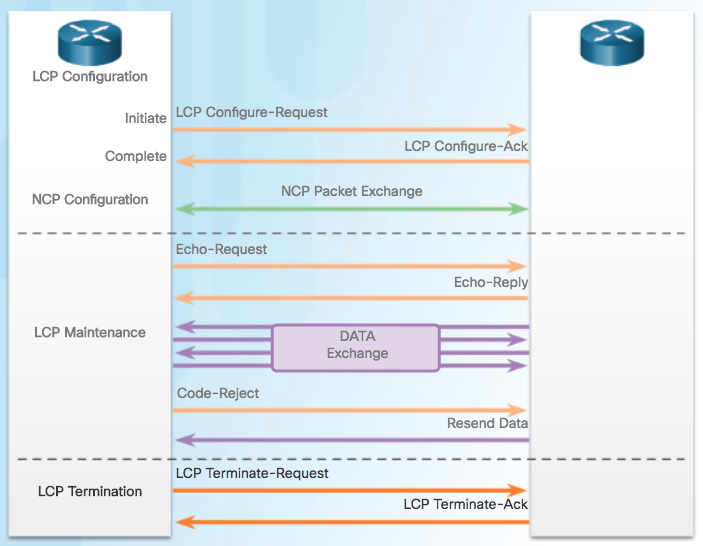 LCP Configuration
Initiate
LCP Configure-Request
LCP Configure-Ack
Complete
NCP Configuration
NCP Packet Exchange
Echo-Request
Echo-Reply
LCP Maintenance
DATA
Exchange
Code-Reject
Resend Data
LCP Termination
LCP Terminate-Request
LCP Terminate-Ack